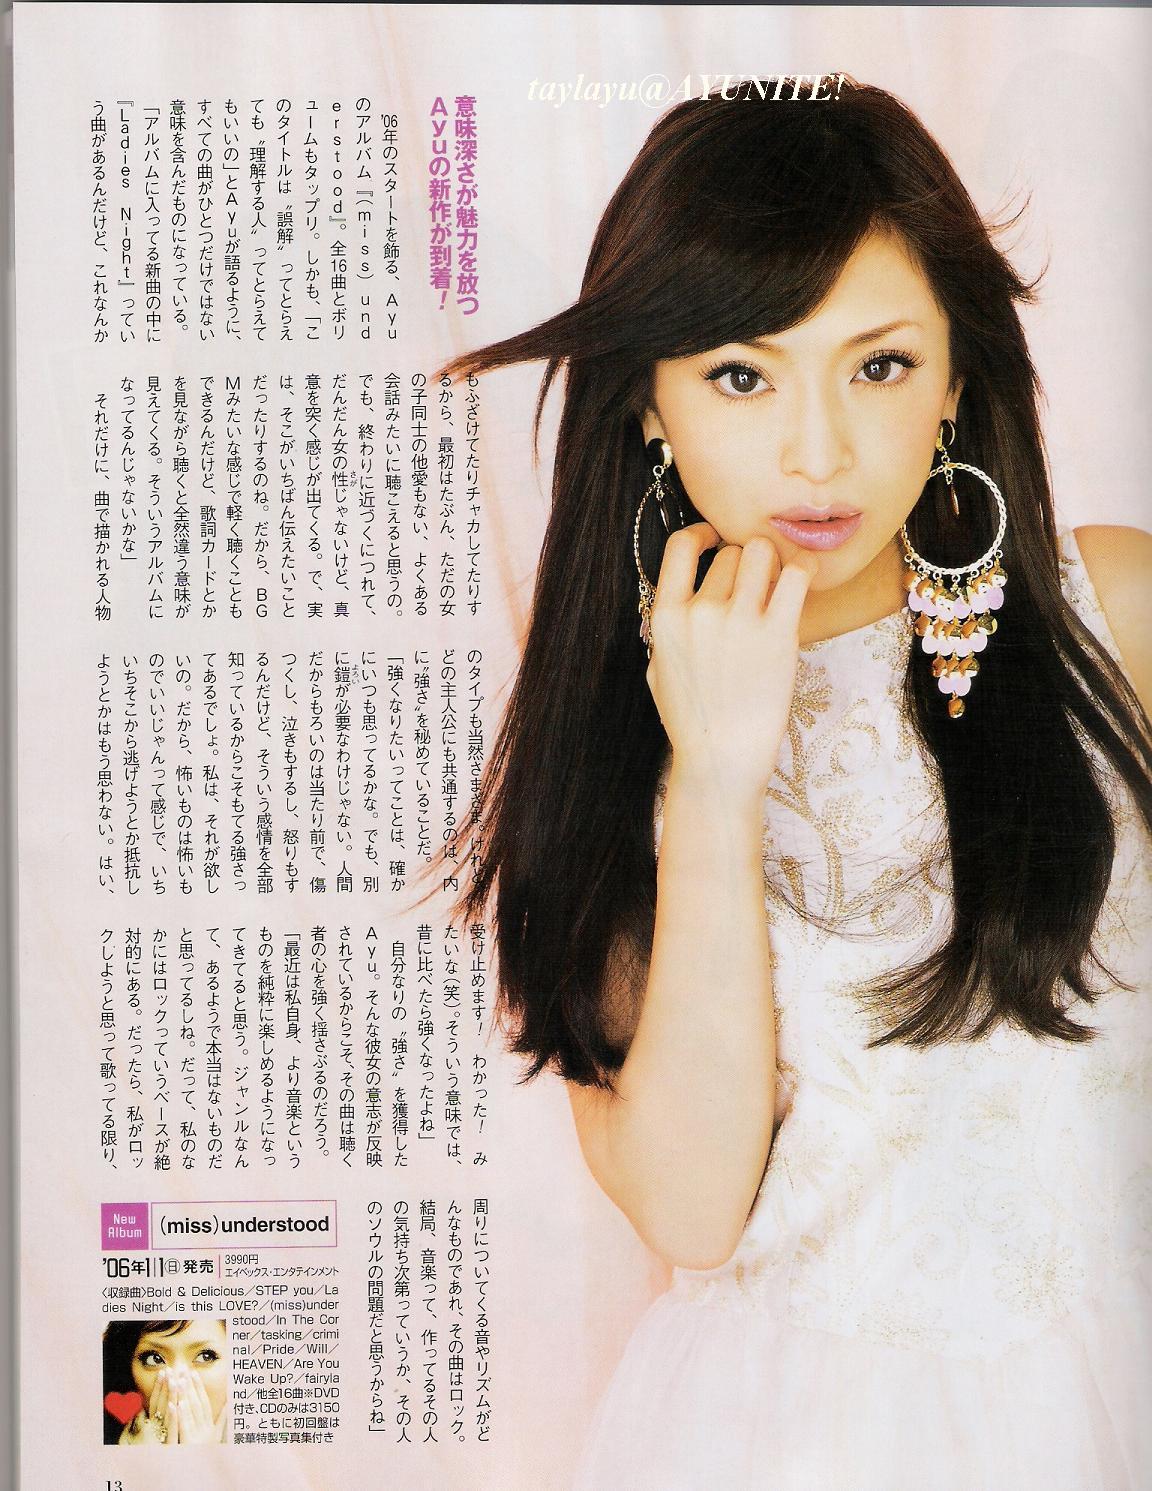 taylayu@AYUNITE!
意味深さが魅力を放つ
Ayuの新作が到着!
'06年のスタートを飾る、Ayu
のアルバム『(miss)und
erstood』。全16曲とボリ
ュームもタップリ。しかも、「こ
のタイトルは〝誤解〟ってとらえ
ても〝理解する人〟ってとらえて
もいいの」とAyuが語るように、
すべての曲がひとつだけではない
意味を含んだものになっている。
「アルバムに入ってる新曲の中に
『Ladies Night』ってい
う曲があるんだけど、これなんか
もふざけてたりチャカしてたりす
るから、最初はたぶん、ただの女
の子同士の他愛もない、よくある
会話みたいに聴こえると思うの。
でも、終わりに近づくにつれて、
だんだん女の性さがじゃないけど、真
意を突く感じが出てくる。で、実
は、そこがいちばん伝えたいこと
だったりするのね。だから、BG
Mみたいな感じで軽く聴くことも
できるんだけど、歌詞カードとか
を見ながら聴くと全然違う意味が
見えてくる。そういうアルバムに
なってるんじゃないかな」
それだけに、曲で描かれる人物
のタイプも当然さまざま。けれど、
どの主人公にも共通するのは、内
に〝強さ〟を秘めていることだ。
「強くなりたいってことは、確か
にいつも思ってるかな。でも、別
に鎧よろいが必要なわけじゃない。人間
だからもろいのは当たり前で、傷
つくし、泣きもするし、怒りもす
るんだけど、そういう感情を全部
知っているからこそもてる強さっ
てあるでしょ。私は、それが欲し
いの。だから、怖いものは怖いも
のでいいじゃんって感じで、いち
いちそこから逃げようとか抵抗し
ようとかはもう思わない。はい、
受け止めます! わかった! み
たいな(笑)。そういう意味では、
昔に比べたら強くなったよね」
自分なりの〝強さ〟を獲得した
Ayu。そんな彼女の意志が反映
されているからこそ、その曲は聴く
者の心を強く揺さぶるのだろう。
「最近は私自身、より音楽という
ものを純粋に楽しめるようになっ
てきてると思う。ジャンルなん
て、あるようで本当はないものだ
と思ってるしね。だって、私のな
かにはロックっていうベースが絶
対的にある。だったら、私がロッ
クしようと思って歌ってる限り、
周りについてくる音やリズムがど
んなものであれ、その曲はロック。
結局、音楽って、作ってるその人
の気持ち次第っていうか、その人
のソウルの問題だと思うからね」
New
Album
(miss)understood
'06年1/1㊐発売
3990円
エイベックス・エンタテインメント
〈収録曲〉Bold & Delicious/STEP you/La
dies Night/is this LOVE?/(miss)under
stood/In The Cor
ner/tasking/crimi
nal/Pride/Will/
HEAVEN/Are You
Wake Up?/fairyla
nd/他全16曲※DVD
付き、CDのみは3150
円。ともに初回盤は
豪華特製写真集付き
13